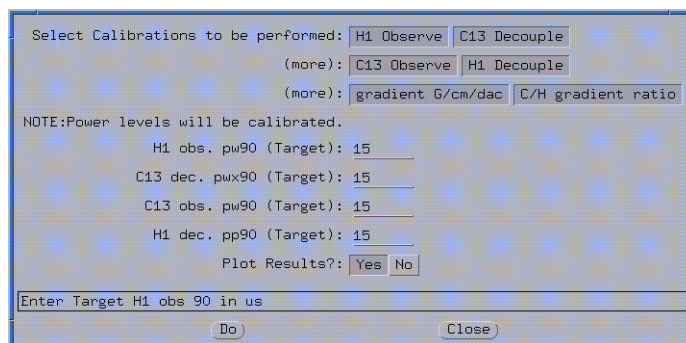 Select Calibrations to be performed: H1 Observe C13 Decouple
(more): C13 Observe H1 Decouple
(more): gradient G/cm/dac C/H gradient ratio
NOTE:Power levels will be calibrated.
H1 obs. pw90 (Target): 15
C13 dec. pwx90 (Target): 15
C13 obs. pw90 (Target): 15
H1 dec. pp90 (Target): 15
Plot Results?: Yes No
Enter Target H1 obs 90 in us
Do Close